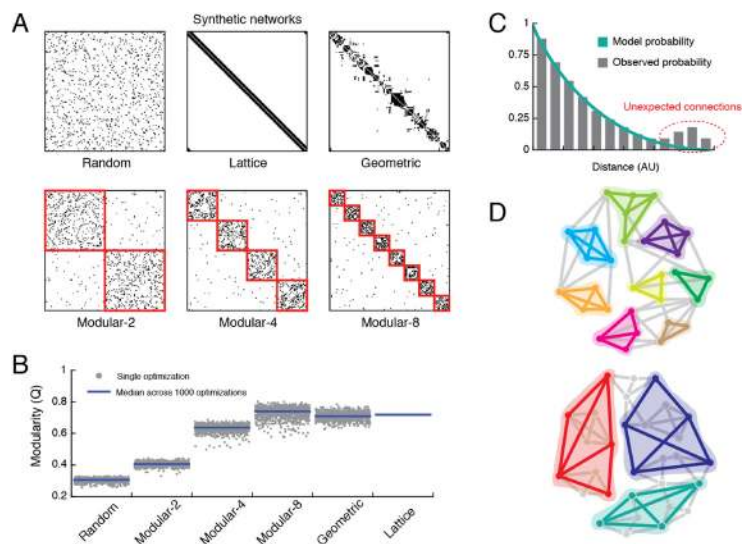 A
Synthetic networks
Random
Lattice
Geometric
Modular-2
Modular-4
Modular-8
B
Modularity (Q)
1
0.8
0.6
0.4
0.2
Single optimization
Median across 1000 optimizations
Random
Modular-2
Modular-4
Modular-8
Geometric
Lattice
C
1
0.75
0.5
0.25
0
Model probability
Observed probability
Unexpected connections
Distance (AU)
D